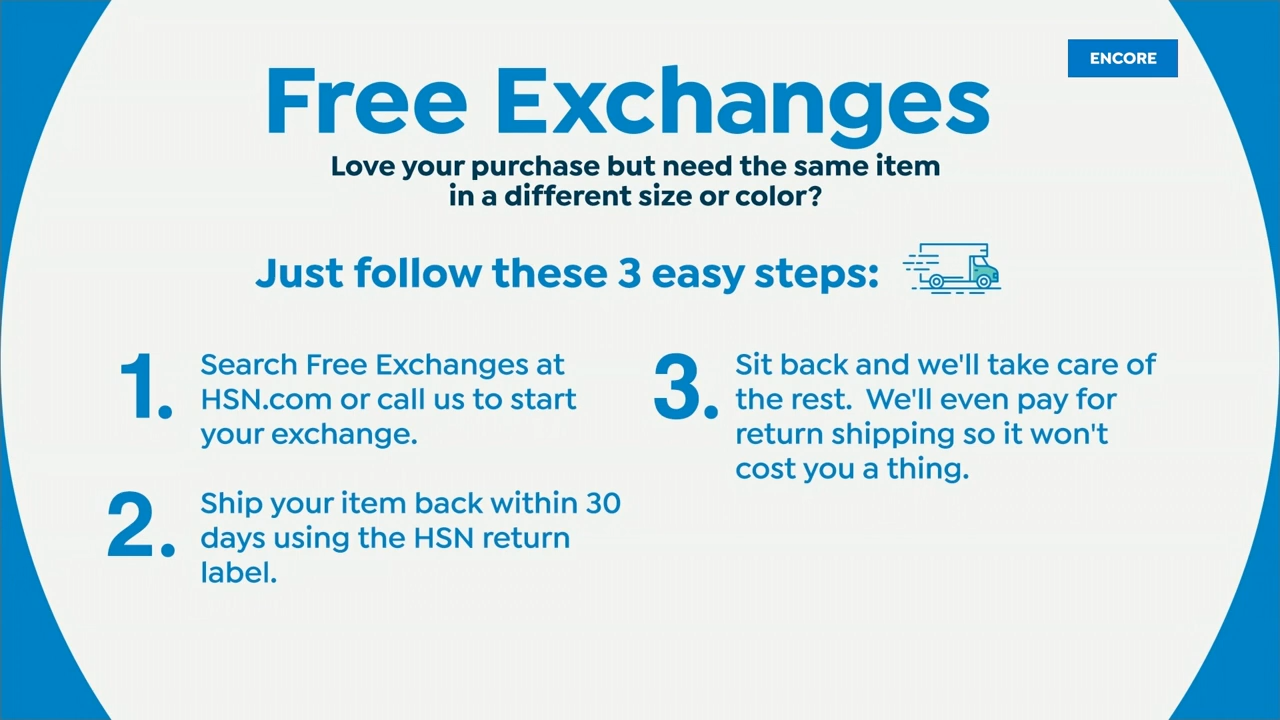 ENCORE
Free Exchanges
Love your purchase but need the same item
in a different size or color?
Just follow these 3 easy steps:
1. Search Free Exchanges at
HSN.com or call us to start
your exchange.
2. Ship your item back within 30
days using the HSN return
label.
3. Sit back and we'll take care of
the rest.  We'll even pay for
return shipping so it won't
cost you a thing.